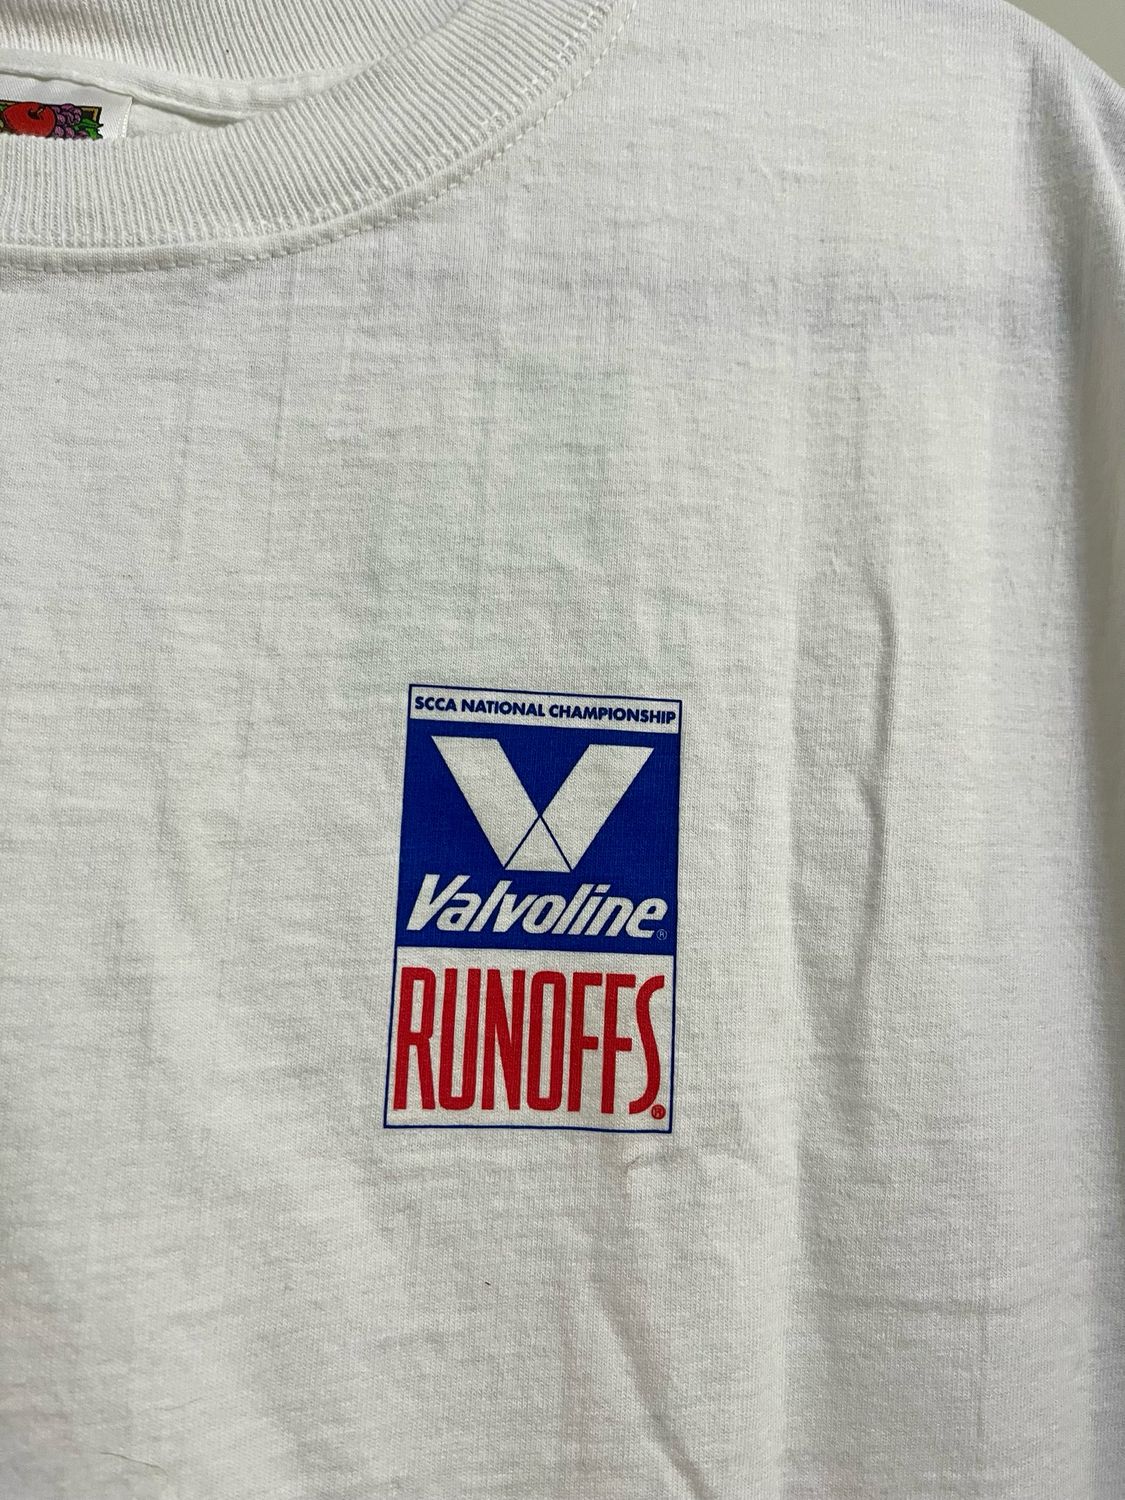 SCCA NATIONAL CHAMPIONSHIP
Valvoline®
RUNOFFS®